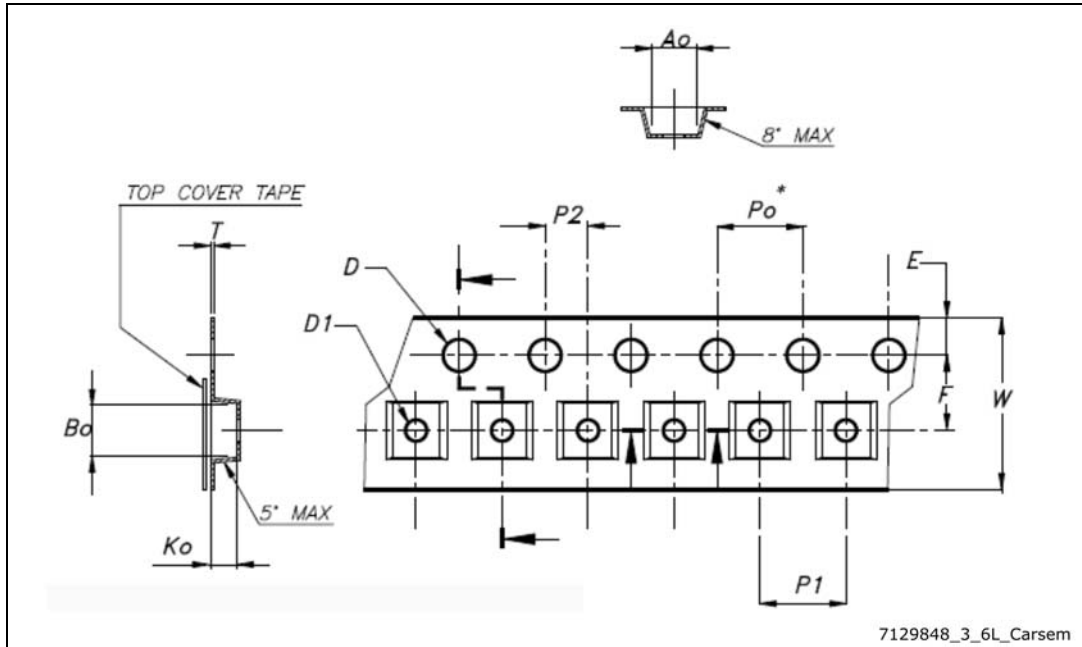 Ao
8° MAX
TOP COVER TAPE
T
P2
Po*
E
D
D1
F
W
Bo
5° MAX
Ko
P1
7129848_3_6L_Carsem